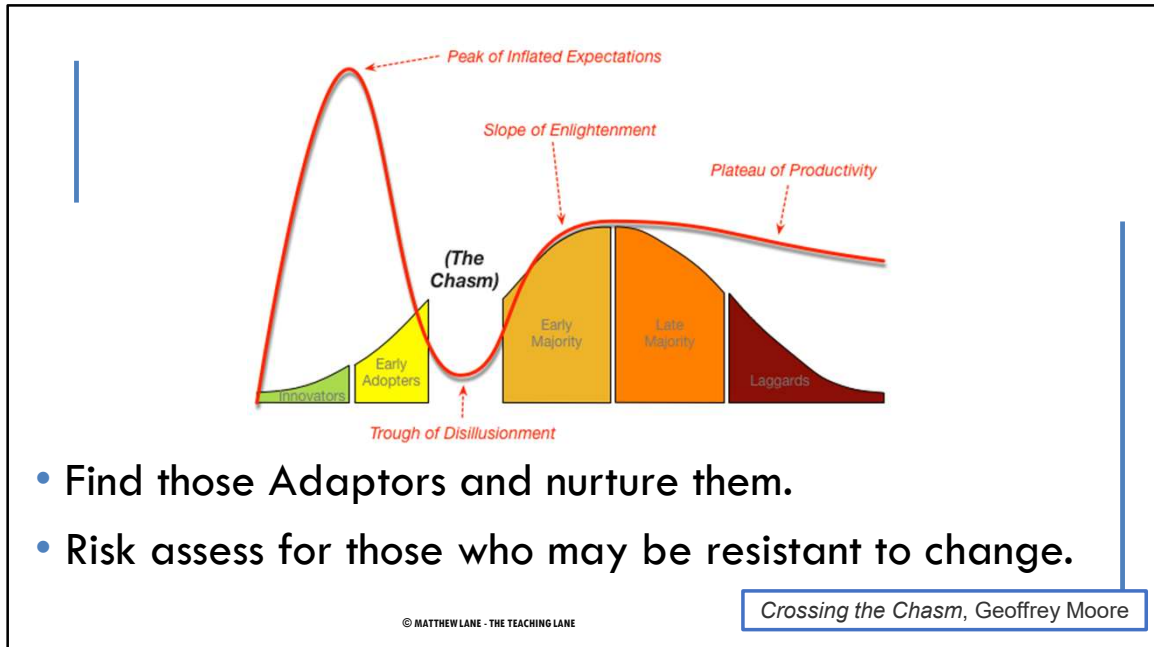 Peak of Inflated Expectations
Slope of Enlightenment
Plateau of Productivity
(The
Chasm)
Early
Majority
Late
Majority
Early
Adopters
Innovators
Laggards
Trough of Disillusionment
• Find those Adaptors and nurture them.
• Risk assess for those who may be resistant to change.
Crossing the Chasm, Geoffrey Moore
© MATTHEW LANE - THE TEACHING LANE